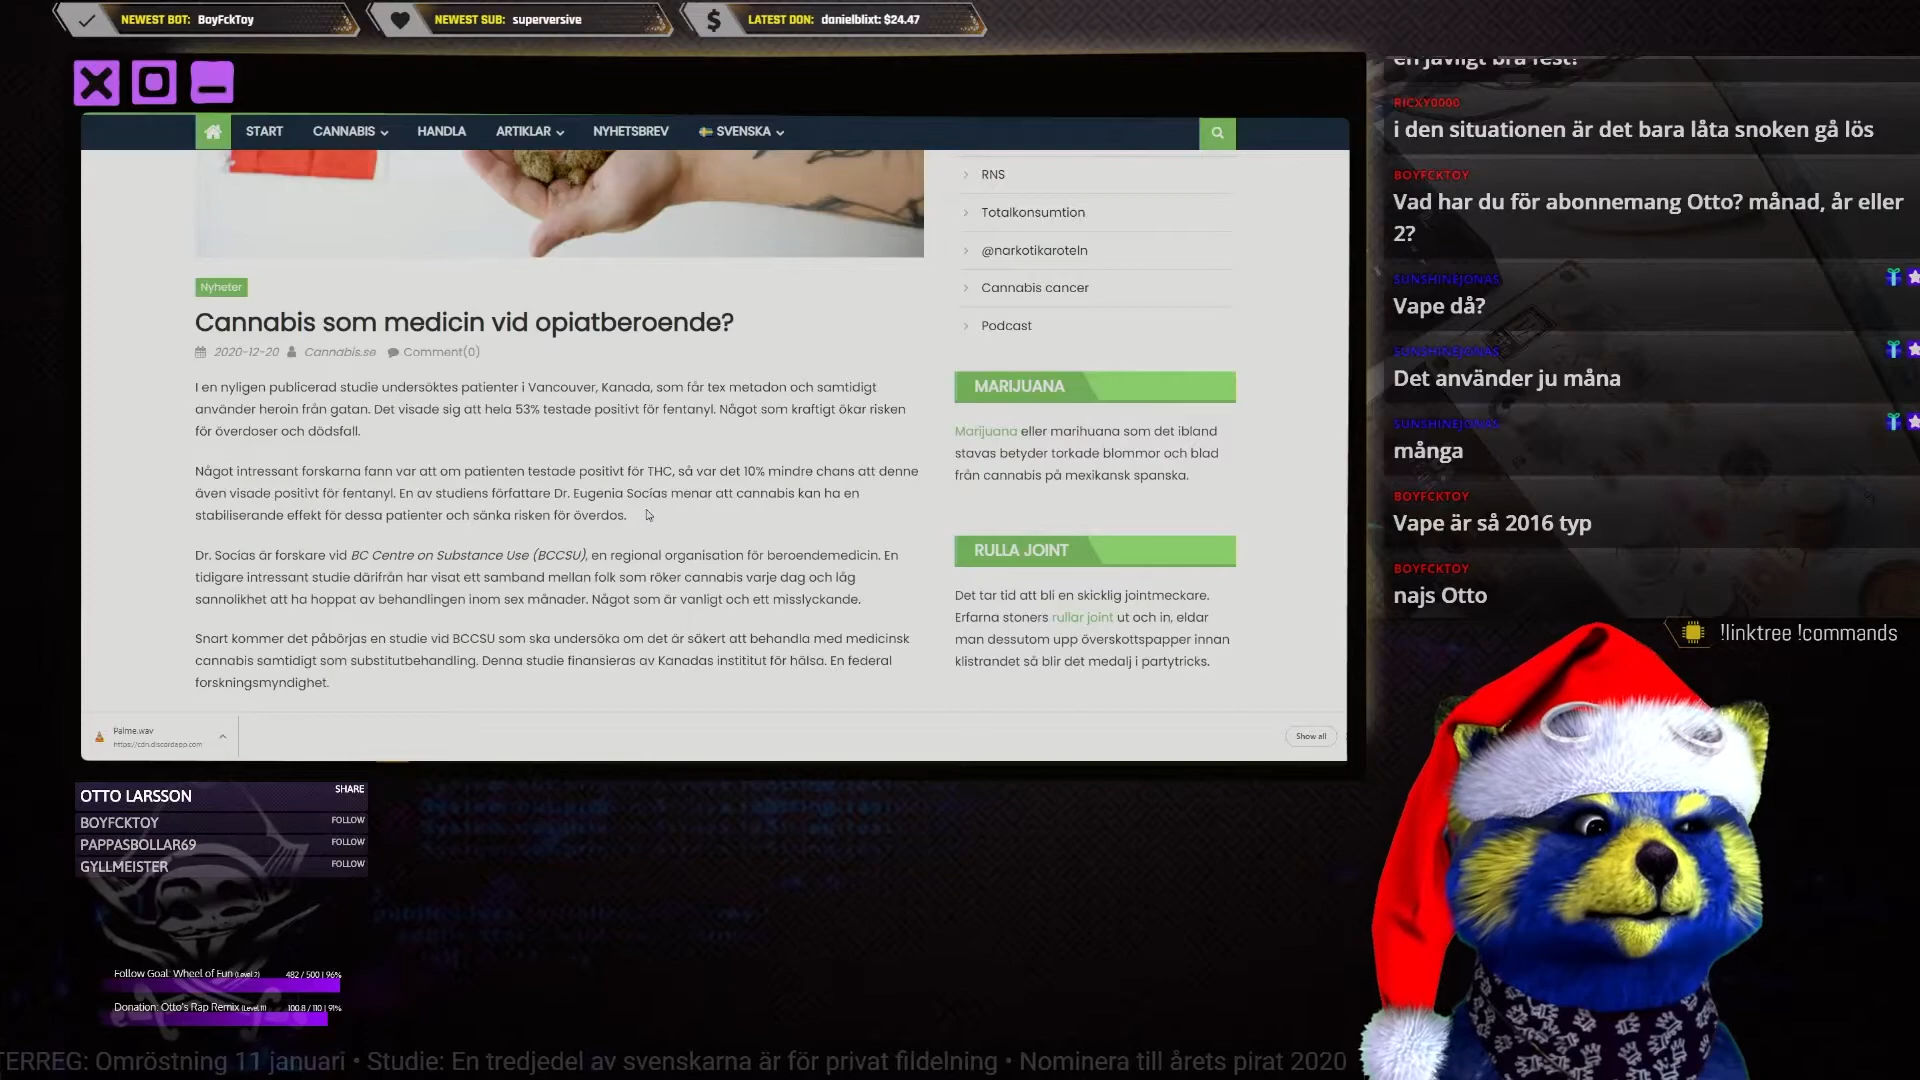 NEWEST BOT: BoyFckToy
NEWEST SUB: superversive
LATEST DON: danielblixt: $24.47
START
CANNABIS
HANDLA
ARTIKLAR
NYHETSBREV
SVENSKA
Nyheter
Cannabis som medicin vid opiatberoende?
2020-12-20 Cannabis.se Comment(0)
I en nyligen publicerad studie undersöktes patienter i Vancouver, Kanada, som får tex metadon och samtidigt
använder heroin från gatan. Det visade sig att hela 53% testade positivt för fentanyl. Något som kraftigt ökar risken
för överdoser och dödsfall.
Något intressant forskarna fann var att om patienten testade positivt för THC, så var det 10% mindre chans att denne
även visade positivt för fentanyl. En av studiens författare Dr. Eugenia Socías menar att cannabis kan ha en
stabiliserande effekt för dessa patienter och sänka risken för överdos.
Dr. Socías är forskare vid BC Centre on Substance Use (BCCSU), en regional organisation för beroendemedicin. En
tidigare intressant studie därifrån har visat ett samband mellan folk som röker cannabis varje dag och låg
sannolikhet att ha hoppat av behandlingen inom sex månader. Något som är vanligt och ett misslyckande.
Snart kommer det påbörjas en studie vid BCCSU som ska undersöka om det är säkert att behandla med medicinsk
cannabis samtidigt som substitutbehandling. Denna studie finansieras av Kanadas institut för hälsa. En federal
forskningsmyndighet.
RNS
Totalkonsumtion
@narkotikaroteln
Cannabis cancer
Podcast
MARIJUANA
Marijuana eller marihuana som det ibland
stavas betyder torkade blommor och blad
från cannabis på mexikansk spanska.
RULLA JOINT
Det tar tid att bli en skicklig jointmeckare.
Erfarna stoners rullar joint ut och in, eldar
man dessutom upp överskottspapper innan
klistrandet så blir det medalj i partytricks.
Palme.wav
https://cdn.discordapp.com
Show all
en jävligt bra fest!
RICXY0000
i den situationen är det bara låta snoken gå lös
BOYFCKTOY
Vad har du för abonnemang Otto? månad, år eller
2?
SUNSHINEJONAS
Vape då?
SUNSHINEJONAS
Det använder ju måna
SUNSHINEJONAS
många
BOYFCKTOY
Vape är så 2016 typ
BOYFCKTOY
najs Otto
!linktree !commands
OTTO LARSSON SHARE
BOYFCKTOY FOLLOW
PAPPASBOLLAR69 FOLLOW
GYLLMEISTER FOLLOW
Follow Goal: Wheel of Fun (Level 2) 482 / 500 | 96%
Donation: Otto's Rap Remix (Level 11) 100.8 / 110 | 91%
TERREG: Omröstning 11 januari • Studie: En tredjedel av svenskarna är för privat fildelning • Nominera till årets pirat 2020